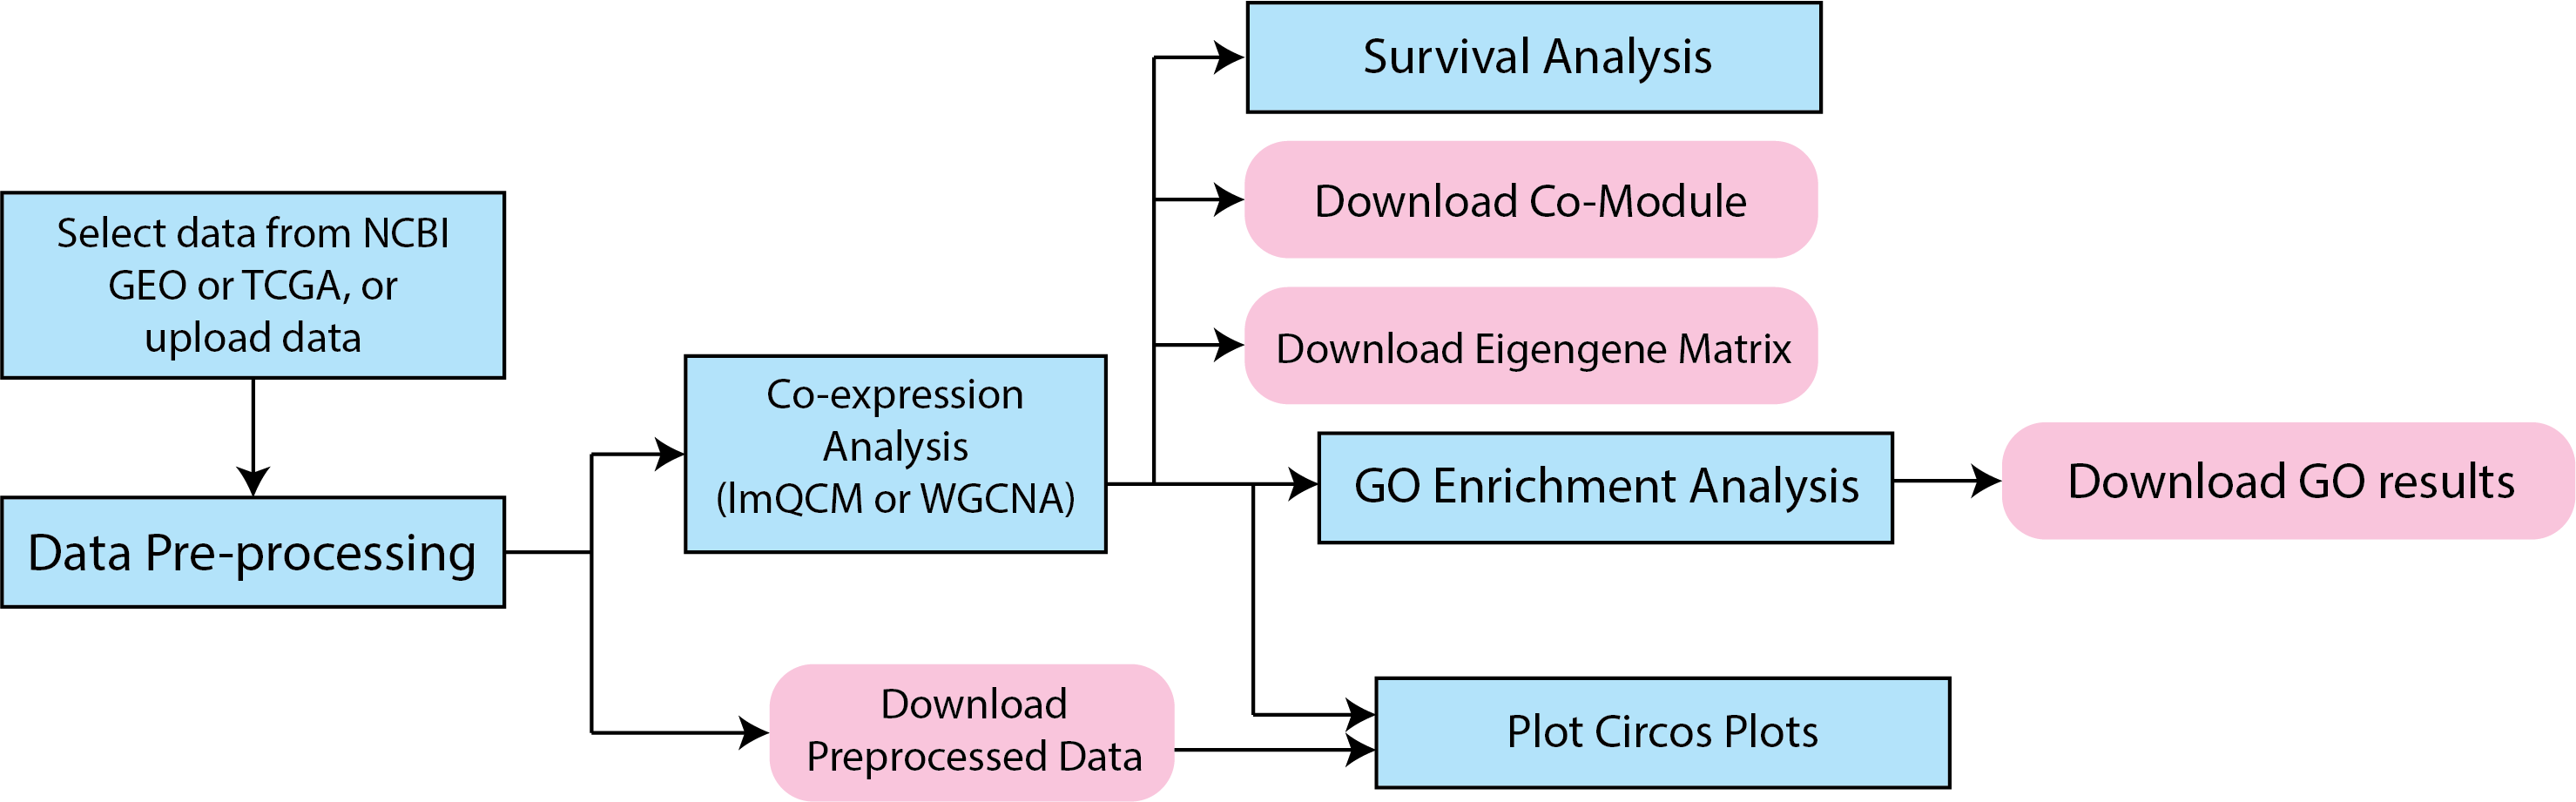 Survival Analysis
Download Co-Module
Select data from NCBI
GEO or TCGA, or
upload data
Download Eigengene Matrix
Co-expression
Analysis
(lmQCM or WGCNA)
GO Enrichment Analysis
Download GO results
Data Pre-processing
Download
Preprocessed Data
Plot Circos Plots